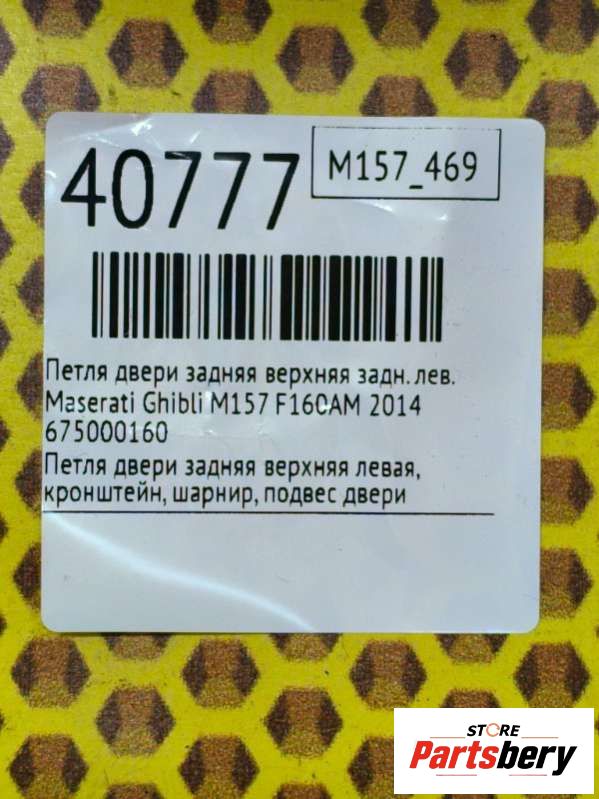 40777
M157_469
Петля двери задняя верхняя задн.лев.
Maserati Ghibli M157 F160AM 2014
675000160
Петля двери задняя верхняя левая,
кронштейн, шарнир, подвес двери
STORE
Partsbery